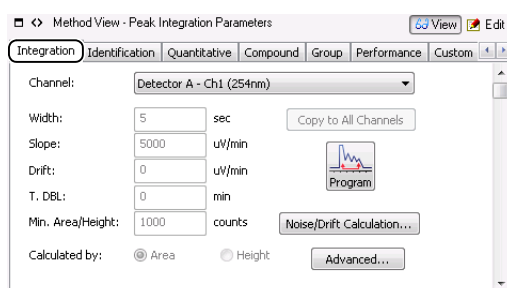 Method View - Peak Integration Parameters View Edit
Integration Identification Quantitative Compound Group Performance Custom
Channel: Detector A - Ch1 (254nm)
Width: 5 sec Copy to All Channels
Slope: 5000 uV/min
Drift: 0 uV/min Program
T. DBL: 0 min
Min. Area/Height: 1000 counts Noise/Drift Calculation...
Calculated by: Area Height Advanced...